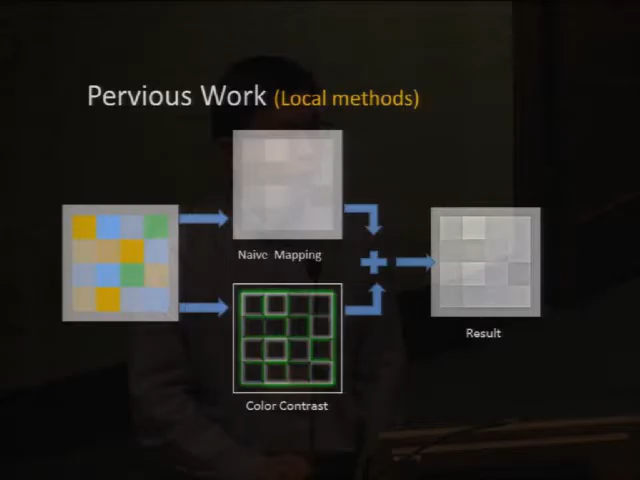 Pervious Work (Local methods)
Naive Mapping
Color Contrast
Result